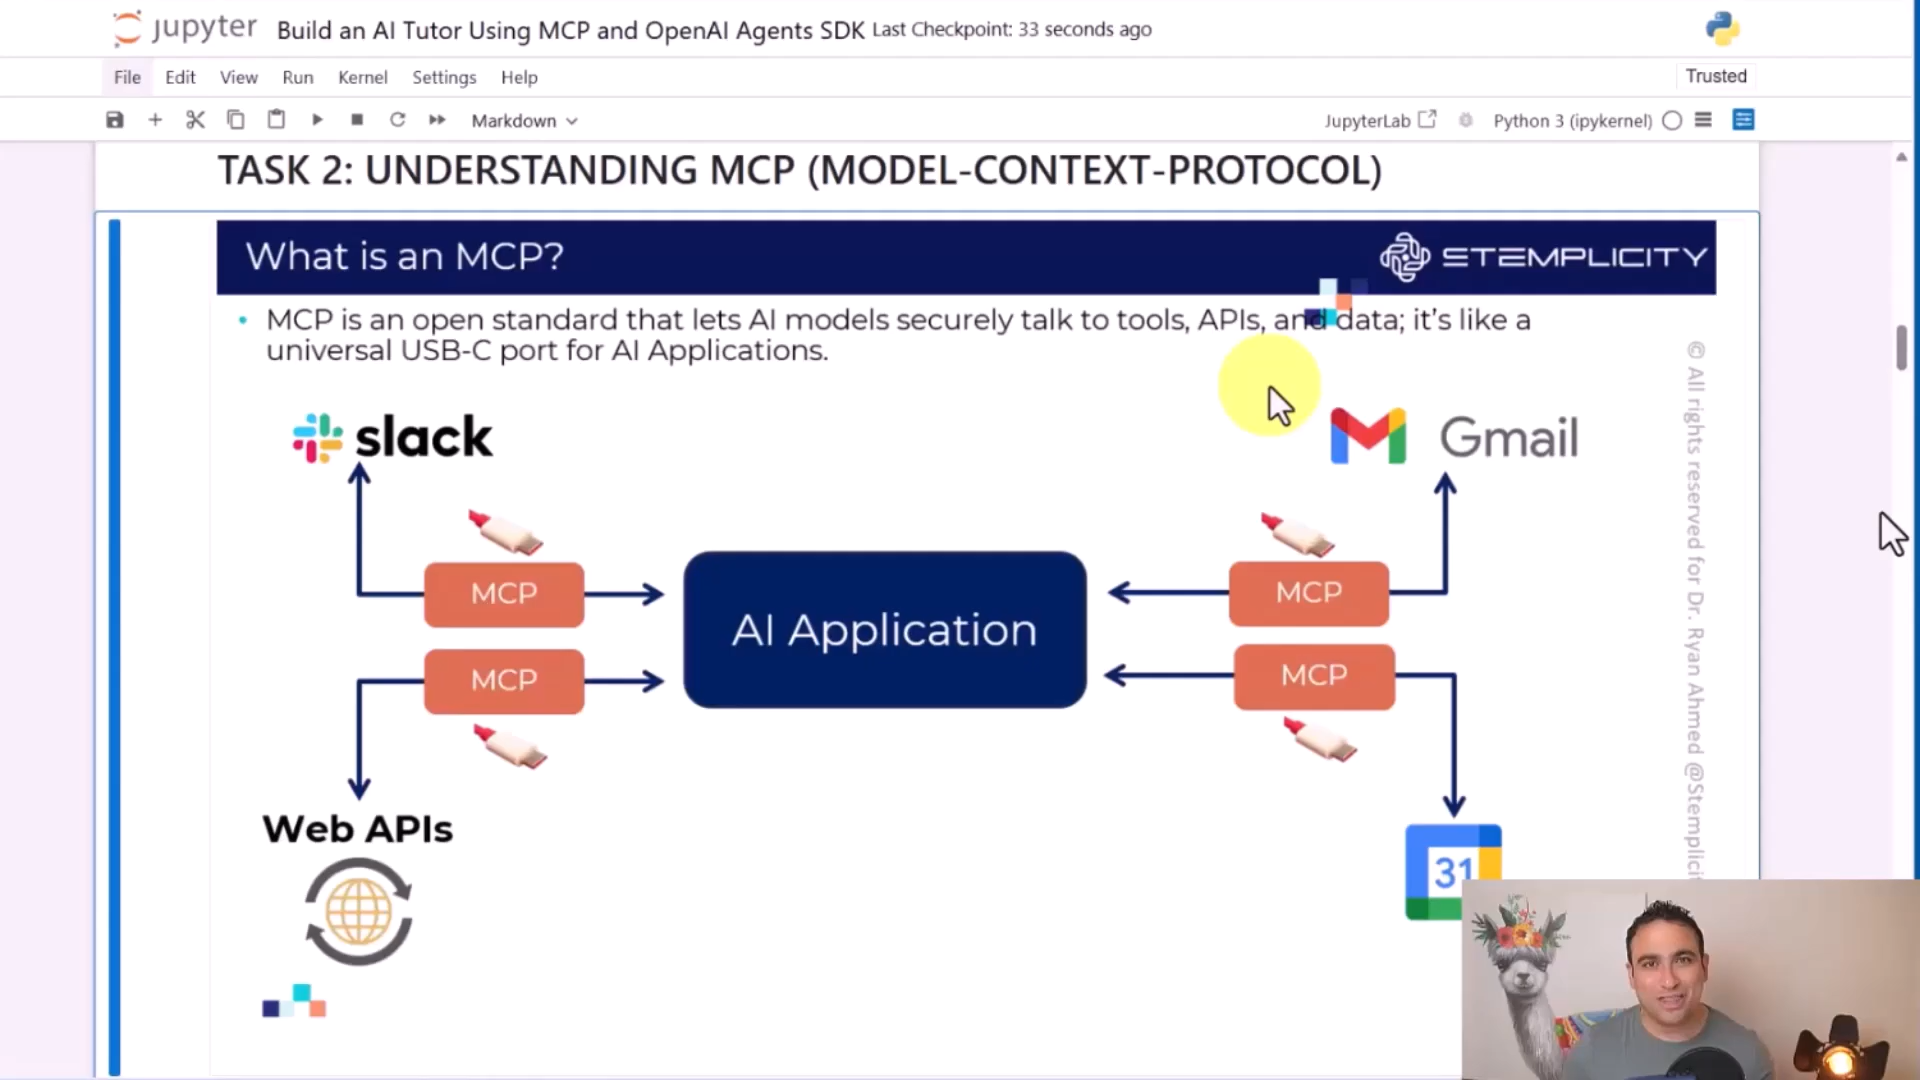 jupyter Build an AI Tutor Using MCP and OpenAI Agents SDK Last Checkpoint: 33 seconds ago
File Edit View Run Kernel Settings Help Trusted
Markdown JupyterLab Python 3 (ipykernel)
TASK 2: UNDERSTANDING MCP (MODEL-CONTEXT-PROTOCOL)
What is an MCP? STEMPLICITY
• MCP is an open standard that lets AI models securely talk to tools, APIs, and data; it's like a
universal USB-C port for AI Applications.
slack
Gmail
MCP
MCP
AI Application
MCP
MCP
Web APIs
31
© All rights reserved for Dr. Ryan Ahmed @Stemplicit